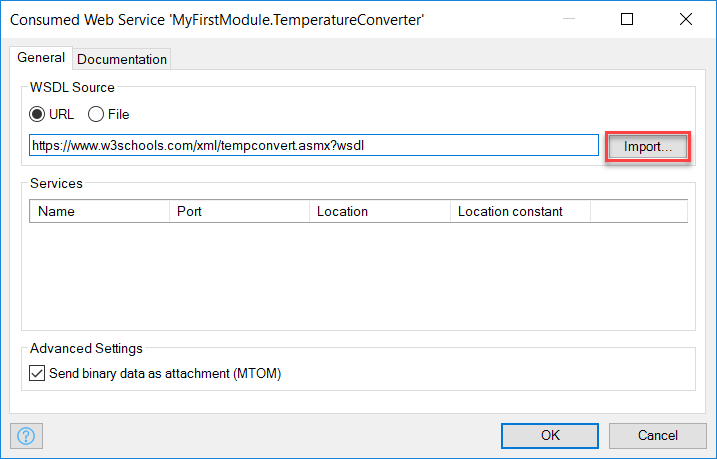 Consumed Web Service 'MyFirstModule.TemperatureConverter'
General Documentation
WSDL Source
URL File
https://www.w3schools.com/xml/tempconvert.asmx?wsdl Import...
Services
Name Port Location Location constant
Advanced Settings
Send binary data as attachment (MTOM)
? OK Cancel